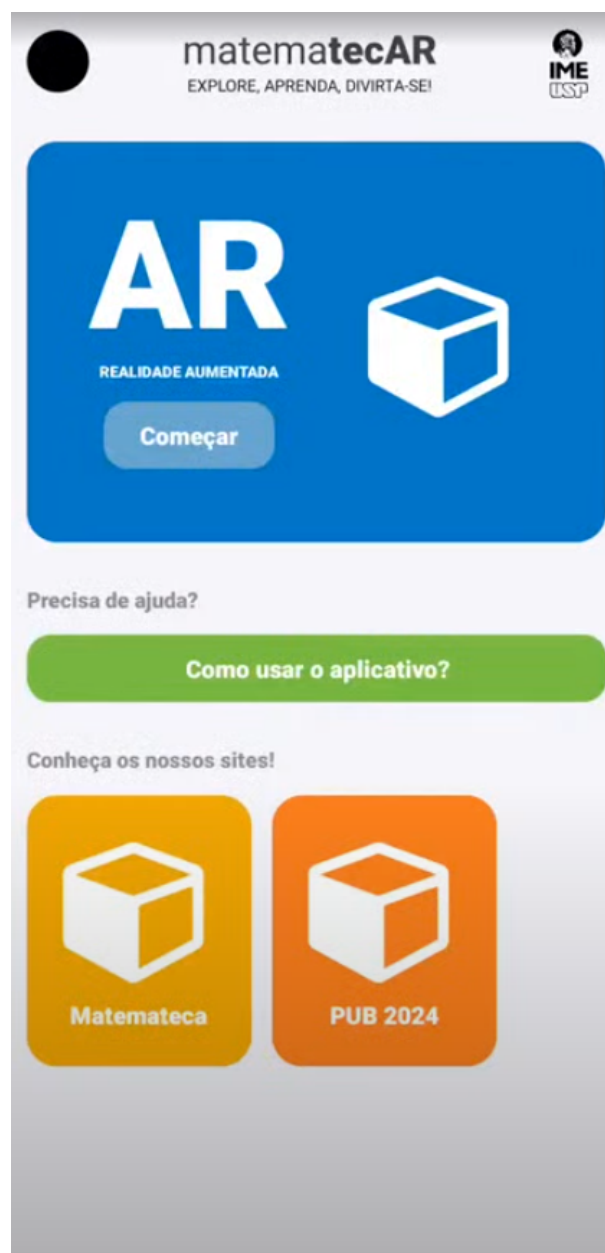 matematecAR
EXPLORE, APRENDA, DIVIRTA-SE!
IME
USP
AR
REALIDADE AUMENTADA
Começar
Precisa de ajuda?
Como usar o aplicativo?
Conheça os nossos sites!
Matemateca
PUB 2024